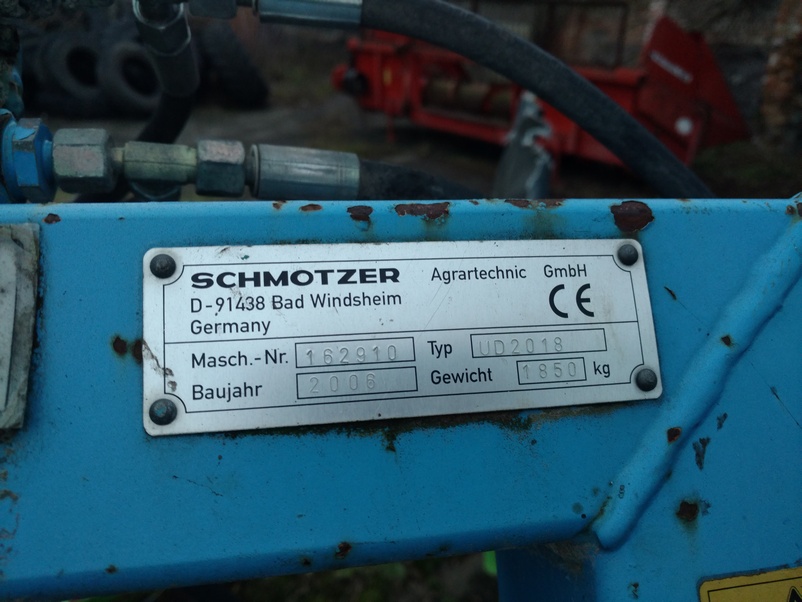 SCHMOTZER Agrartechnic GmbH
D-91438 Bad Windsheim
Germany
CE
Masch.-Nr. 162910 Typ UD2018
Baujahr 2006 Gewicht 1850 kg